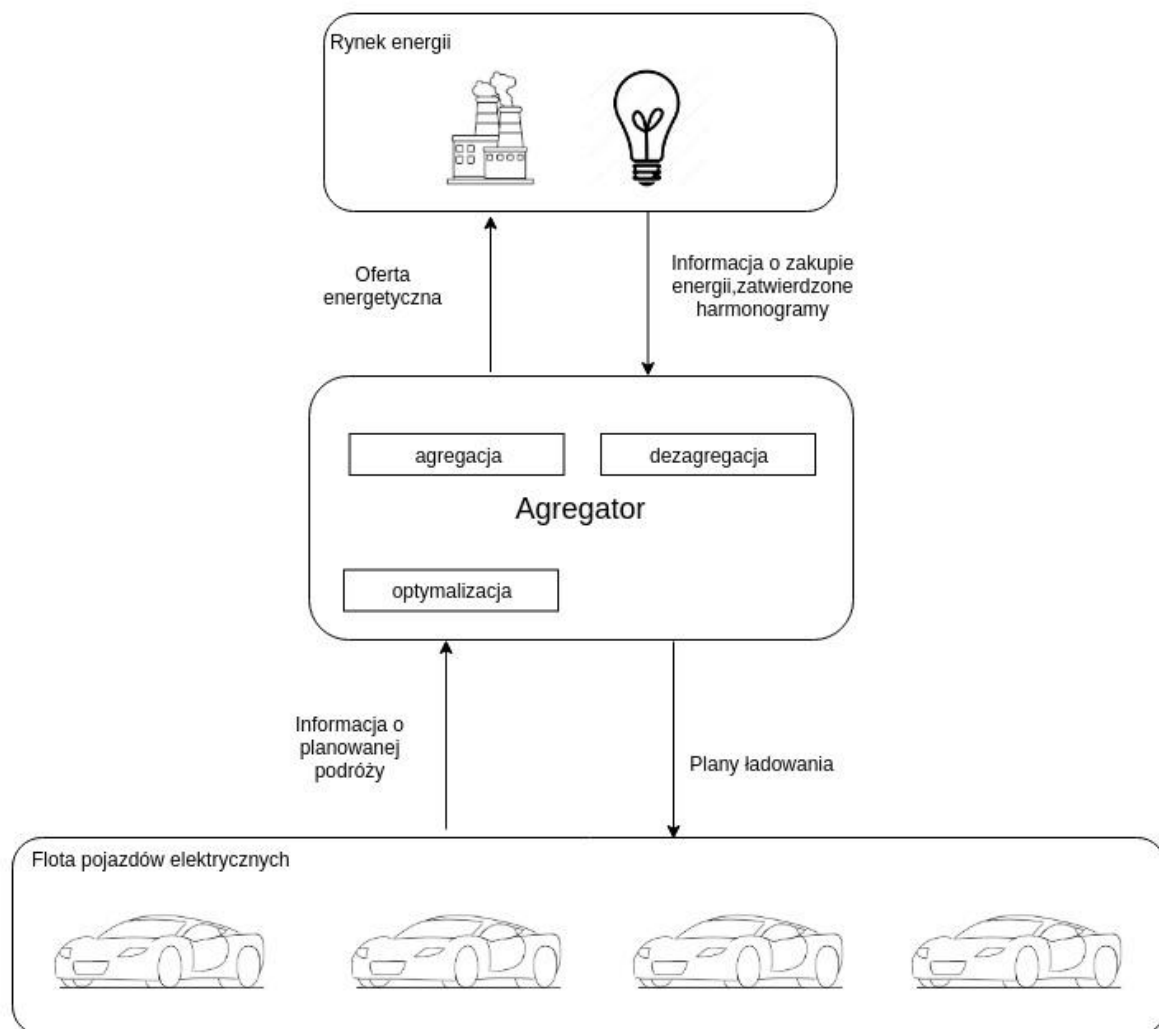 Rynek energii
Oferta
energetyczna
Informacja o zakupie
energii,zatwierdzone
harmonogramy
agregacja
dezagregacja
Agregator
optymalizacja
Informacja o
planowanej
podróży
Plany ładowania
Flota pojazdów elektrycznych